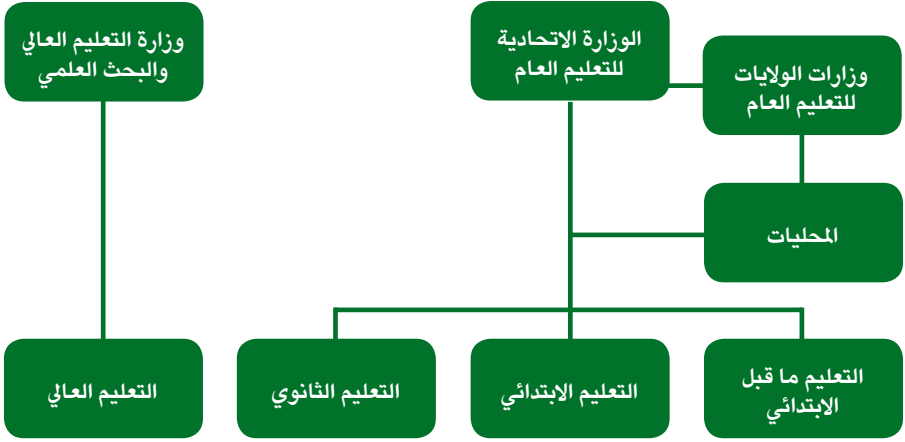 الوزارة الاتحادية
للتعليم العام
وزارة التعليم العالي
والبحث العلمي
وزارات الولايات
للتعليم العام
المحليات
التعليم ما قبل
الابتدائي
التعليم الابتدائي
التعليم الثانوي
التعليم العالي